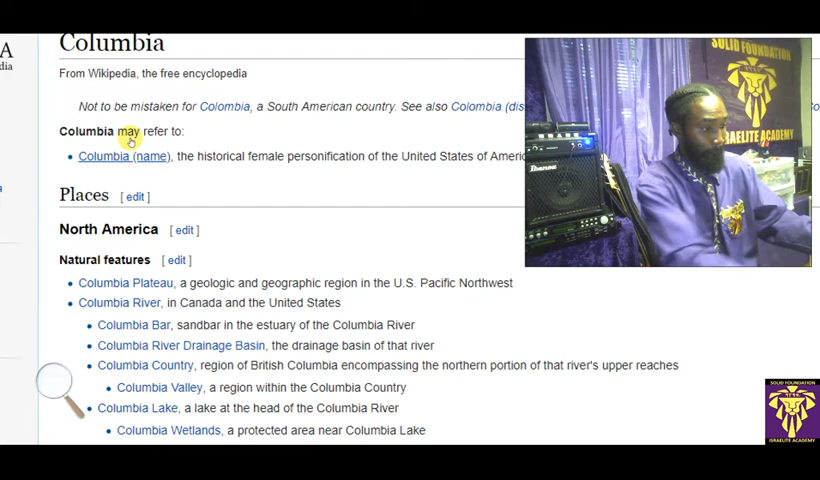 A
dia
Columbia
From Wikipedia, the free encyclopedia
Not to be mistaken for Colombia, a South American country. See also Colombia (dis
Columbia may refer to:
Columbia (name), the historical female personification of the United States of Americ
Places [ edit ]
North America [ edit ]
Natural features [ edit ]
Columbia Plateau, a geologic and geographic region in the U.S. Pacific Northwest
Columbia River, in Canada and the United States
Columbia Bar, sandbar in the estuary of the Columbia River
Columbia River Drainage Basin, the drainage basin of that river
Columbia Country, region of British Columbia encompassing the northern portion of that river's upper reaches
Columbia Valley, a region within the Columbia Country
Columbia Lake, a lake at the head of the Columbia River
Columbia Wetlands, a protected area near Columbia Lake
SOLID FOUNDATION
ISRAELITE ACADEMY
Ibanez
SOLID FOUNDATION
ISRAELITE ACADEMY